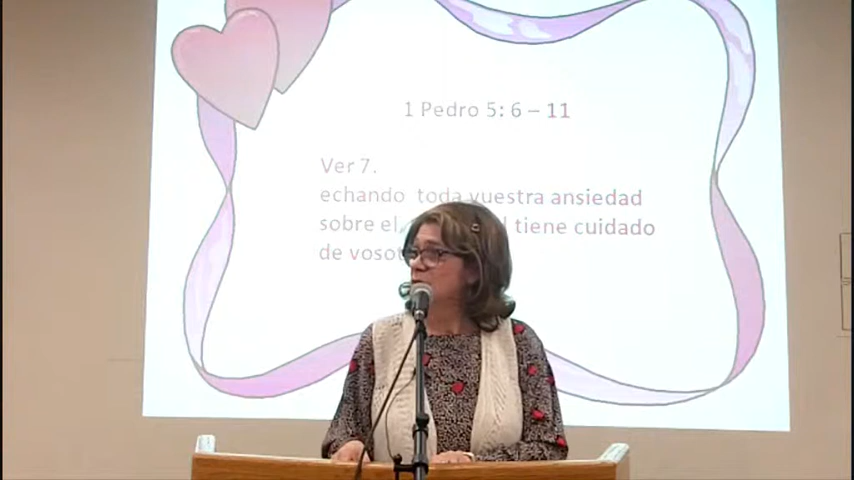 1 Pedro 5: 6 – 11
Ver 7.
echando toda vuestra ansiedad
sobre el, tiene cuidado
de